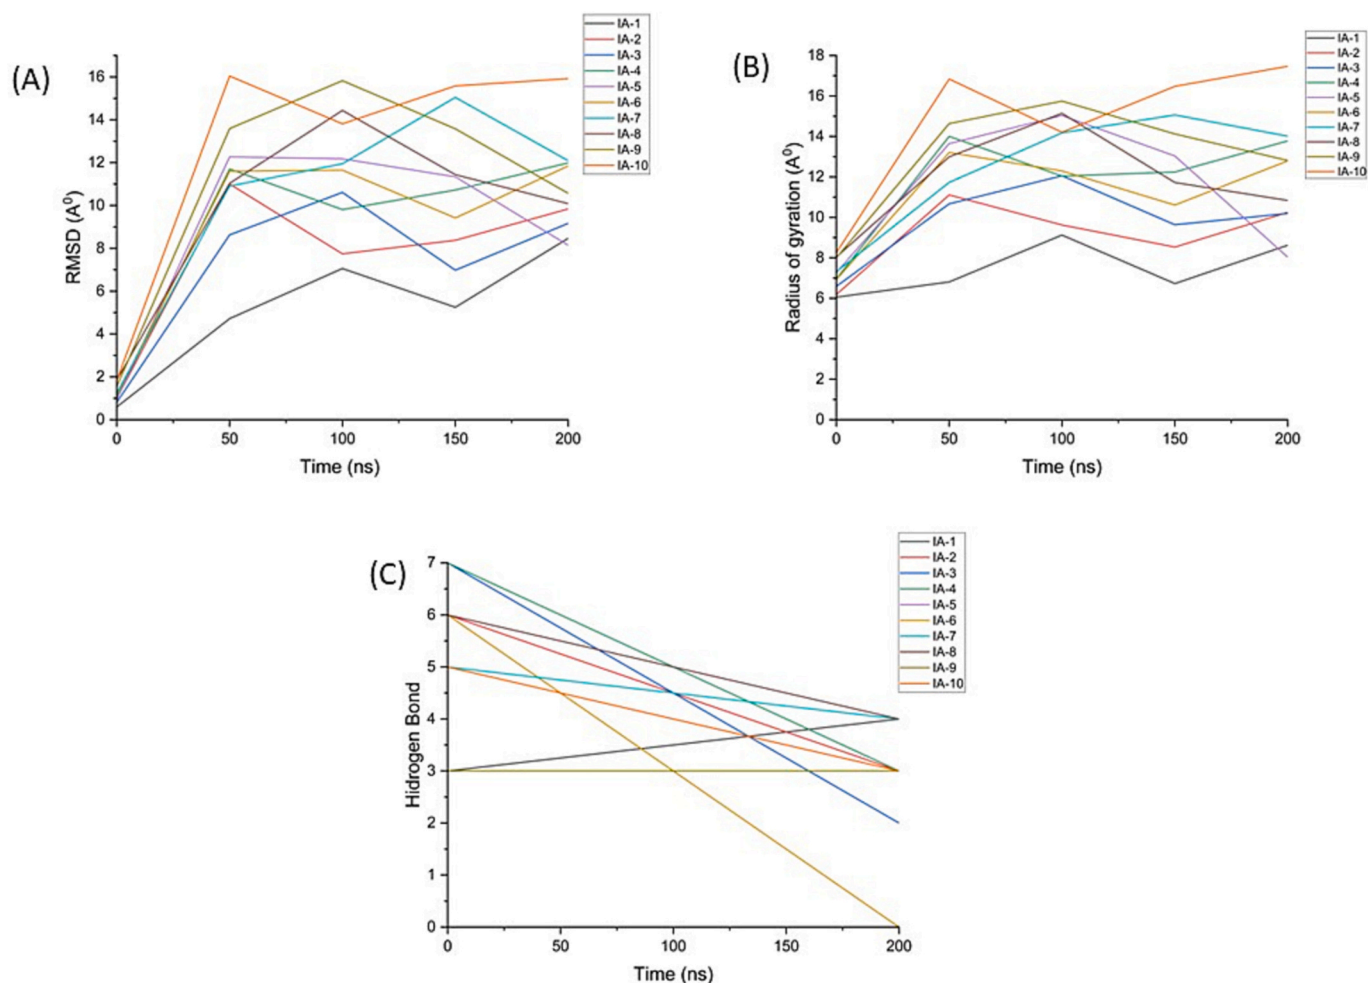 (A)
RMSD (A⁰)
16
14
12
10
8
6
4
2
0
0 50 100 150 200
Time (ns)
IA-1
IA-2
IA-3
IA-4
IA-5
IA-6
IA-7
IA-8
IA-9
IA-10
(B)
Radius of gyration (A⁰)
18
16
14
12
10
8
6
4
2
0
0 50 100 150 200
Time (ns)
IA-1
IA-2
IA-3
IA-4
IA-5
IA-6
IA-7
IA-8
IA-9
IA-10
(C)
Hidrogen Bond
7
6
5
4
3
2
1
0
0 50 100 150 200
Time (ns)
IA-1
IA-2
IA-3
IA-4
IA-5
IA-6
IA-7
IA-8
IA-9
IA-10